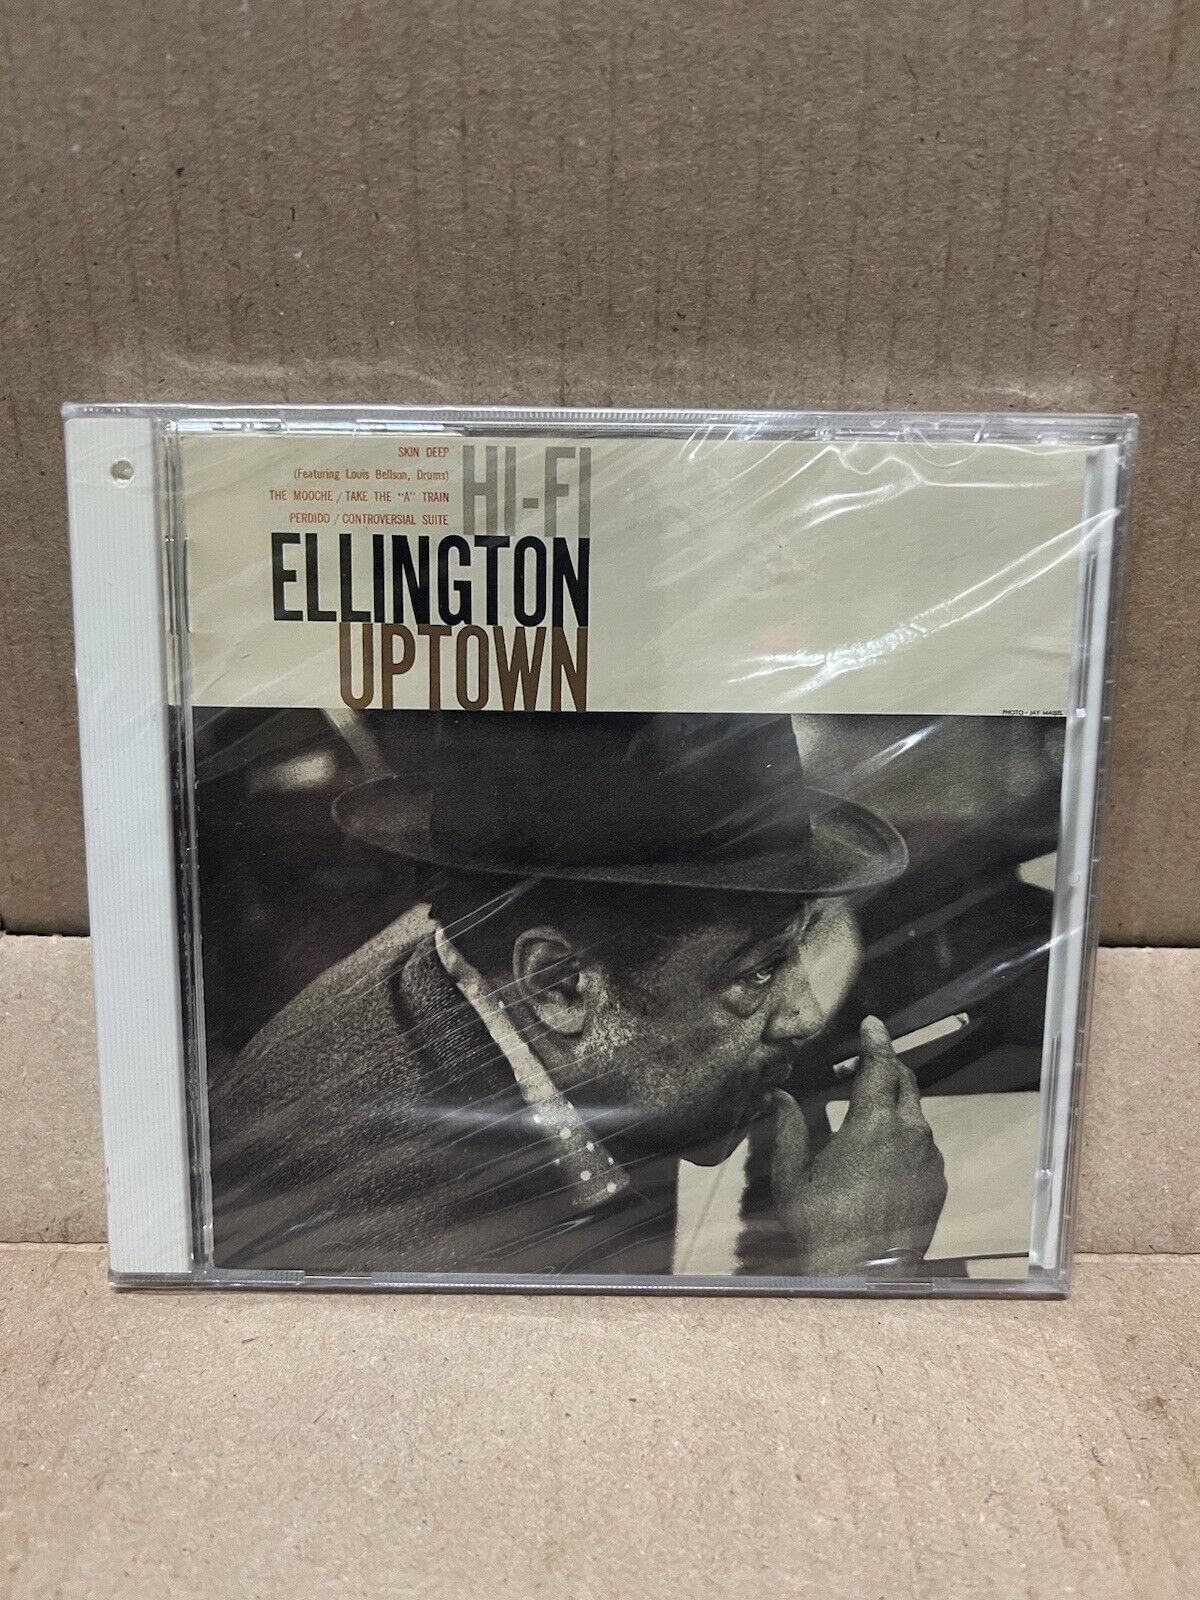 SKIN DEEP
(Featuring Louis Bellson, Drums)
THE MOOCHE / TAKE THE "A" TRAIN
PERDIDO / CONTROVERSIAL SUITE
HI-FI
ELLINGTON
UPTOWN
PHOTO - JAY MAISEL